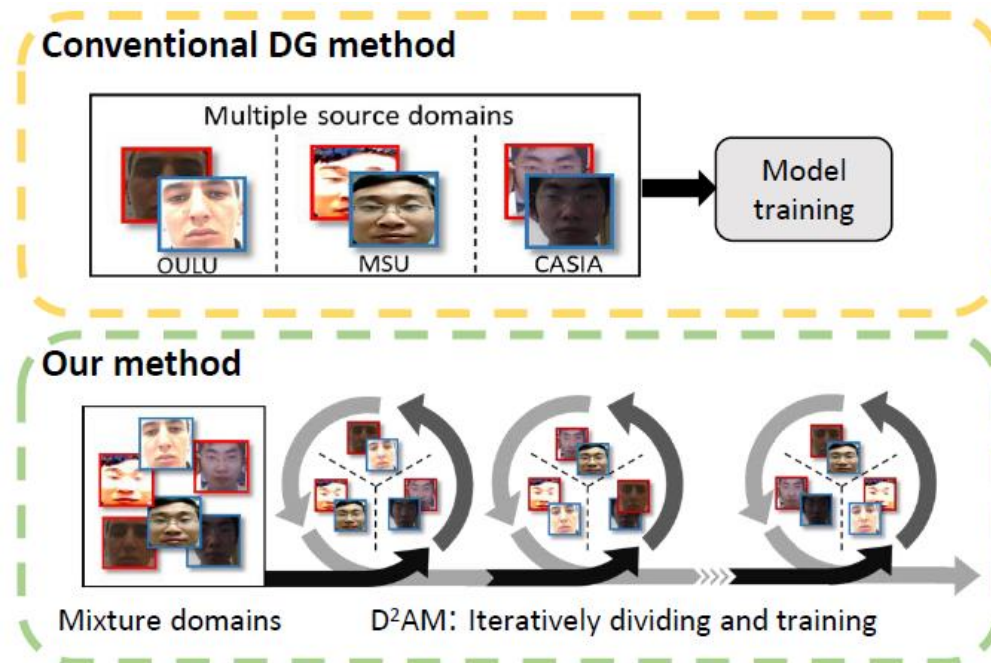 Conventional DG method
Multiple source domains
OULU
MSU
CASIA
Model
training
Our method
Mixture domains
D²AM: Iteratively dividing and training